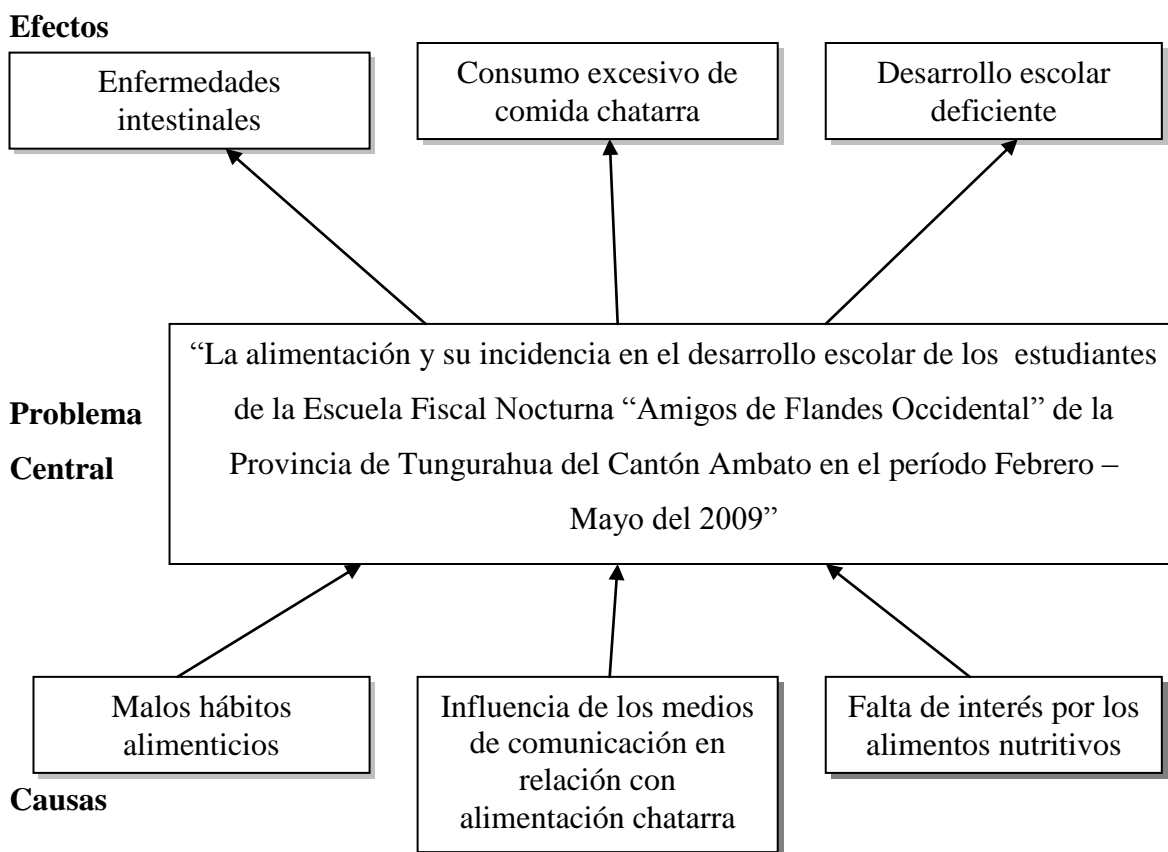 Efectos
Enfermedades
intestinales
Consumo excesivo de
comida chatarra
Desarrollo escolar
deficiente
“La alimentación y su incidencia en el desarrollo escolar de los estudiantes
de la Escuela Fiscal Nocturna “Amigos de Flandes Occidental” de la
Provincia de Tungurahua del Cantón Ambato en el período Febrero –
Mayo del 2009”
Problema
Central
Malos hábitos
alimenticios
Influencia de los medios
de comunicación en
relación con
alimentación chatarra
Falta de interés por los
alimentos nutritivos
Causas